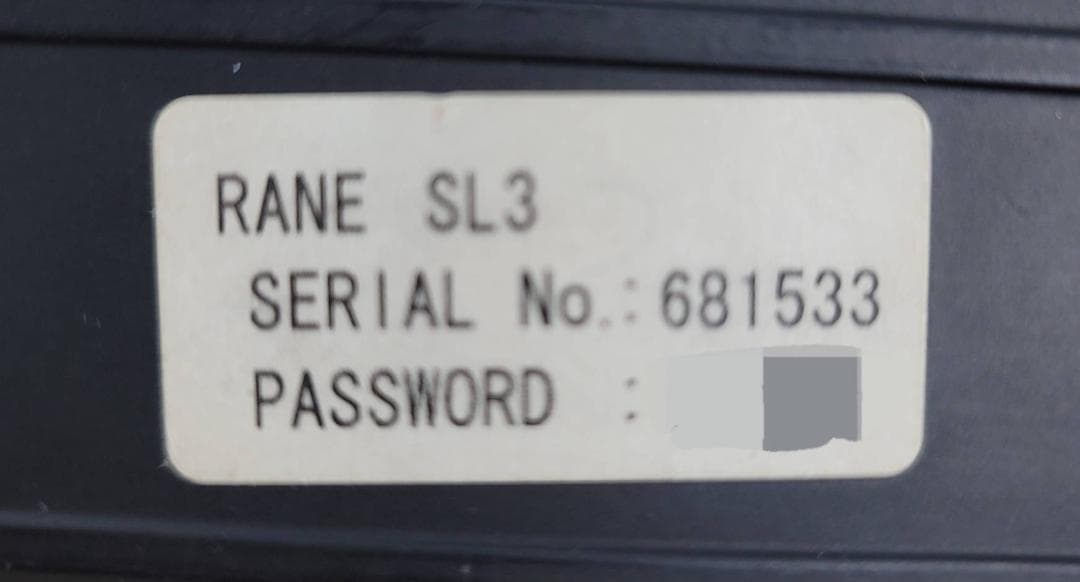 RANE SL3
SERIAL No.:681533
PASSWORD :